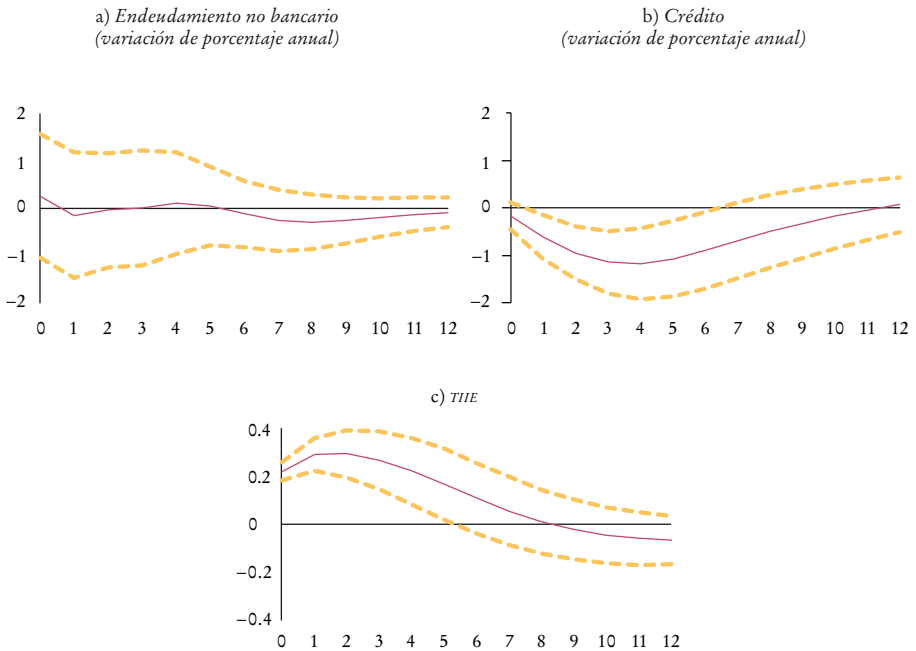 a) Endeudamiento no bancario
(variación de porcentaje anual)
2
1
0
−1
−2
0 1 2 3 4 5 6 7 8 9 10 11 12
b) Crédito
(variación de porcentaje anual)
2
1
0
−1
−2
0 1 2 3 4 5 6 7 8 9 10 11 12
c) TIIE
0.4
0.2
0
−0.2
−0.4
0 1 2 3 4 5 6 7 8 9 10 11 12